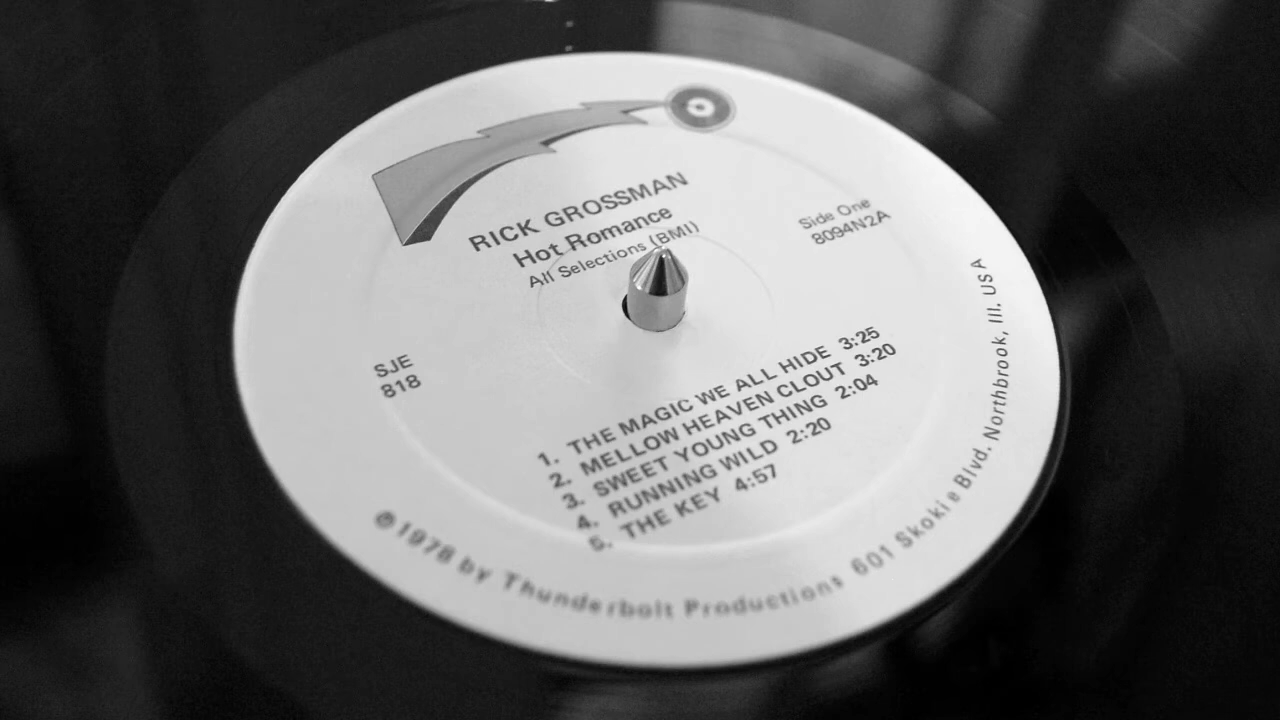 RICK GROSSMAN
Hot Romance
All Selections (BMI)
Side One
8094N2A
SJE
818
1. THE MAGIC WE ALL HIDE 3:25
2. MELLOW HEAVEN CLOUT 3:20
3. SWEET YOUNG THING 2:04
4. RUNNING WILD 2:20
5. THE KEY 4:57
℗ 1978 by Thunderbolt Productions 601 Skokie Blvd. Northbrook, Ill. USA